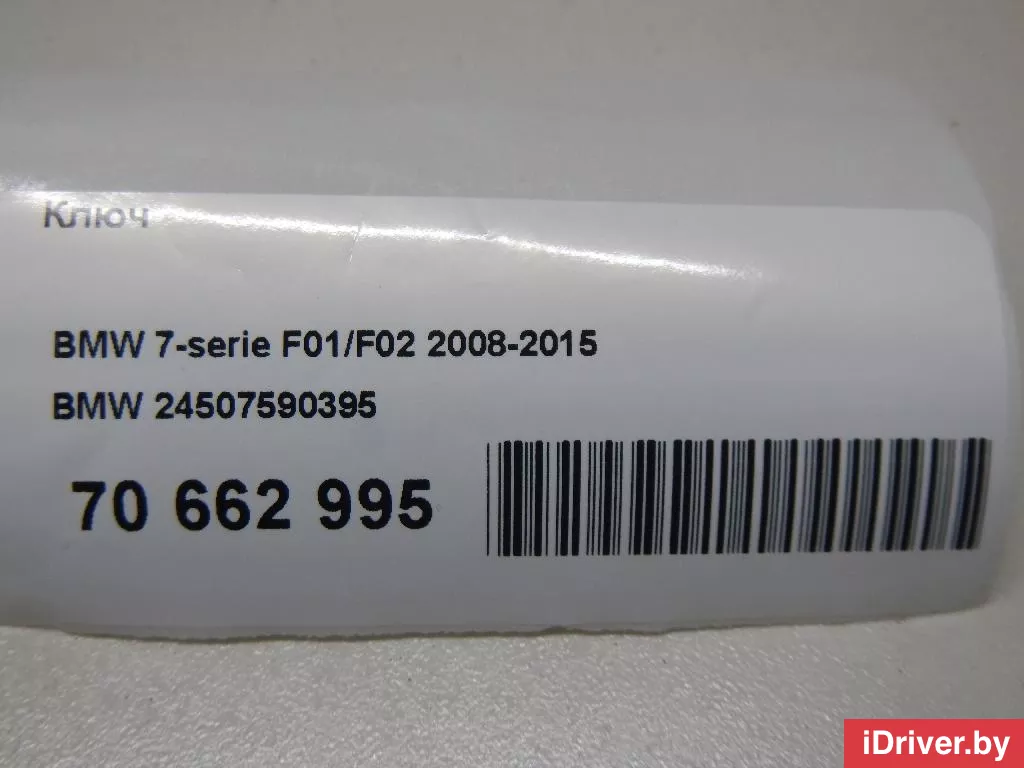 Ключ
BMW 7-serie F01/F02 2008-2015
BMW 24507590395
70 662 995
iDriver.by